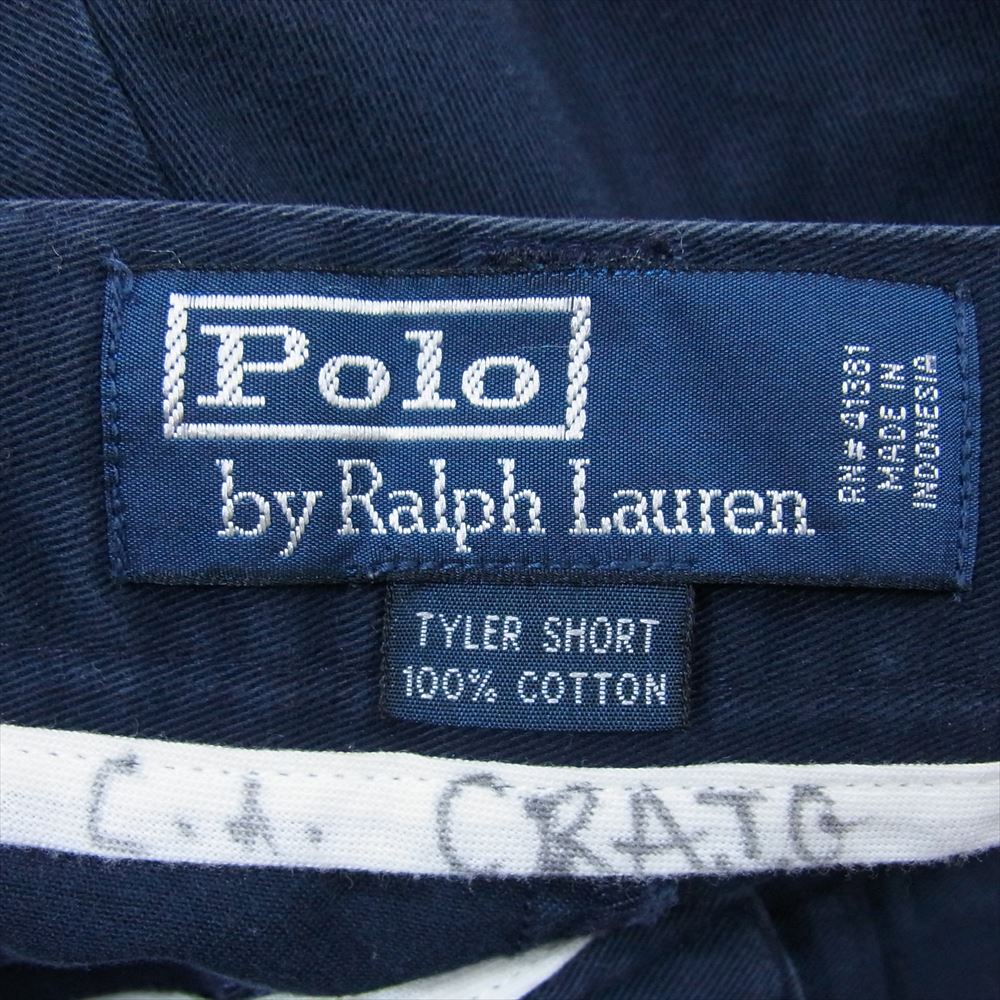 Polo
by Ralph Lauren
RN# 41381
MADE IN
INDONESIA
TYLER SHORT
100% COTTON
C.A. CRAIG